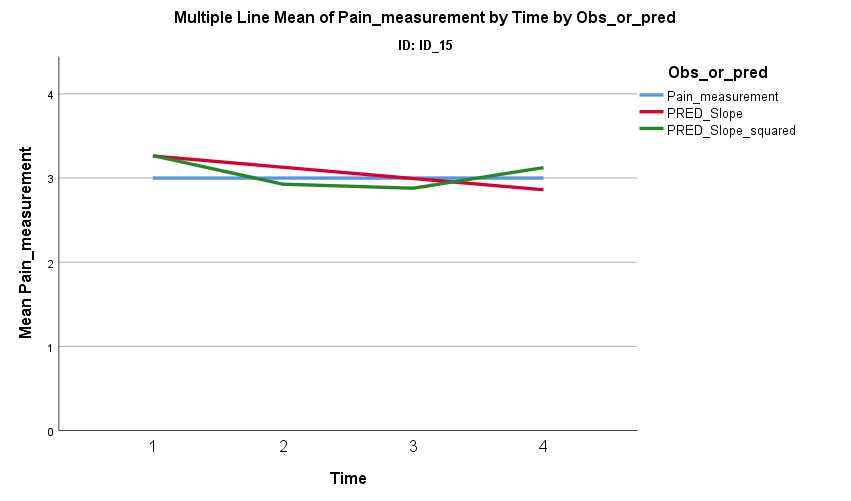 Multiple Line Mean of Pain_measurement by Time by Obs_or_pred
ID: ID_15
Obs_or_pred
Pain_measurement
PRED_Slope
PRED_Slope_squared
Mean Pain_measurement
4
3
2
1
0
1 2 3 4
Time